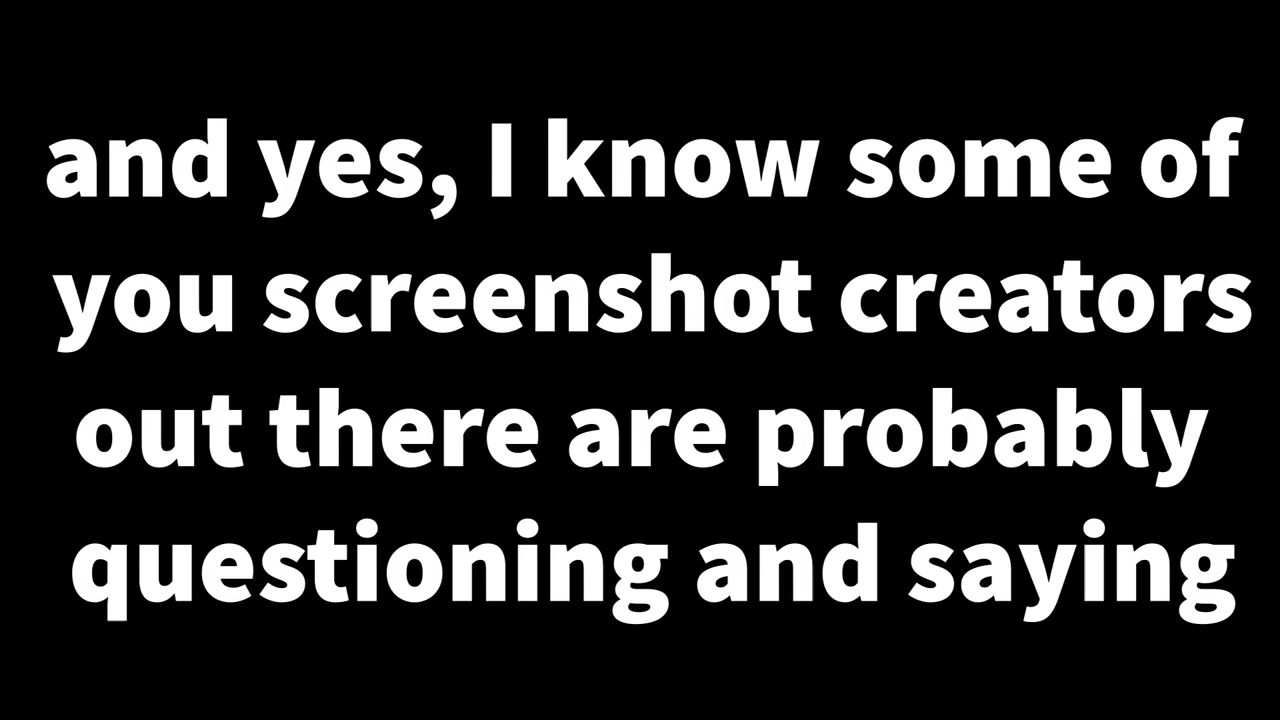 and yes, I know some of
you screenshot creators
out there are probably
questioning and saying